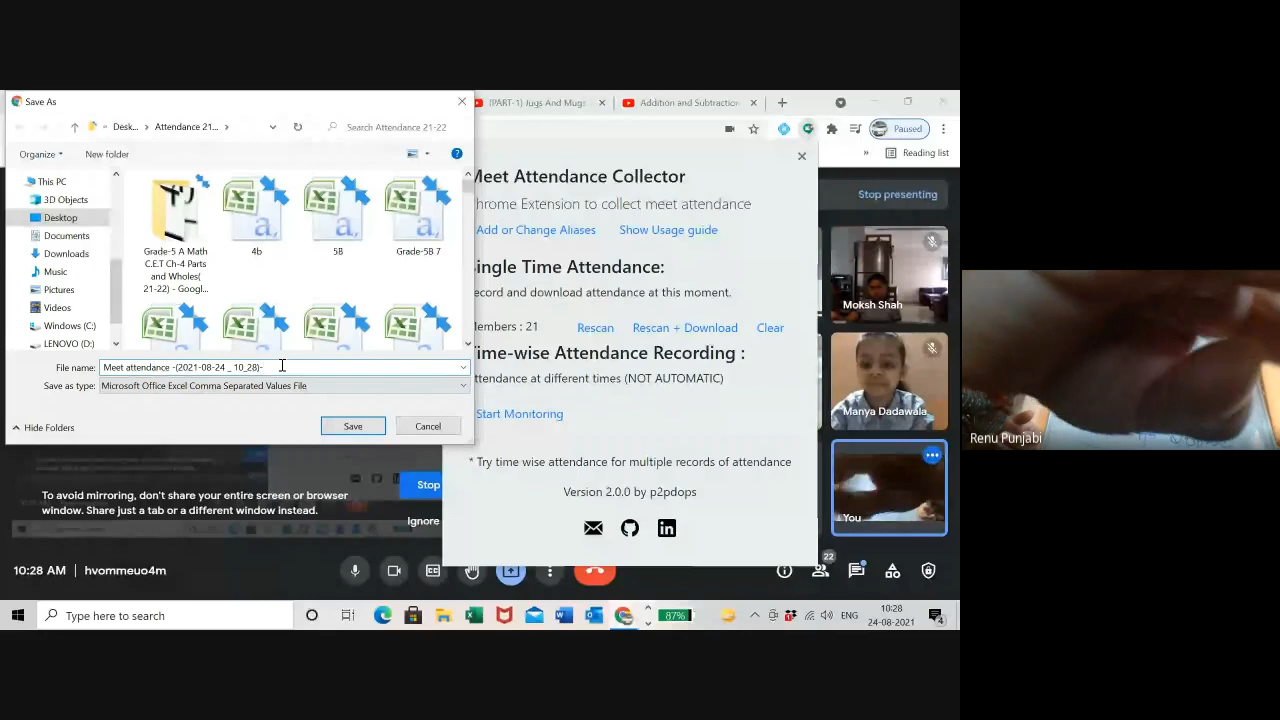 Save As
(PART-1) Jugs And Mugs
Addition and Subtraction
Desk...
Attendance 21...
Search Attendance 21-22
Paused
Organize
New folder
Reading list
This PC
3D Objects
Desktop
Documents
Downloads
Music
Pictures
Videos
Windows (C:)
LENOVO (D:)
Grade-5 A Math
C.E.T Ch-4 Parts
and Wholes(
21-22) - Googl...
4b
5B
Grade-5B 7
File name:
Meet attendance -(2021-08-24 _ 10_28)-
Save as type:
Microsoft Office Excel Comma Separated Values File
Hide Folders
Save
Cancel
Meet Attendance Collector
hrome Extension to collect meet attendance
Add or Change Aliases
Show Usage guide
ingle Time Attendance:
ecord and download attendance at this moment.
embers : 21
Rescan
Rescan + Download
Clear
ime-wise Attendance Recording :
ttendance at different times (NOT AUTOMATIC)
Start Monitoring
* Try time wise attendance for multiple records of attendance
Version 2.0.0 by p2pdops
Stop presenting
Moksh Shah
Manya Dadawala
You
Renu Punjabi
To avoid mirroring, don't share your entire screen or browser
window. Share just a tab or a different window instead.
Stop
Ignore
10:28 AM
hvommeuo4m
22
Type here to search
87%
ENG
10:28
24-08-2021
4